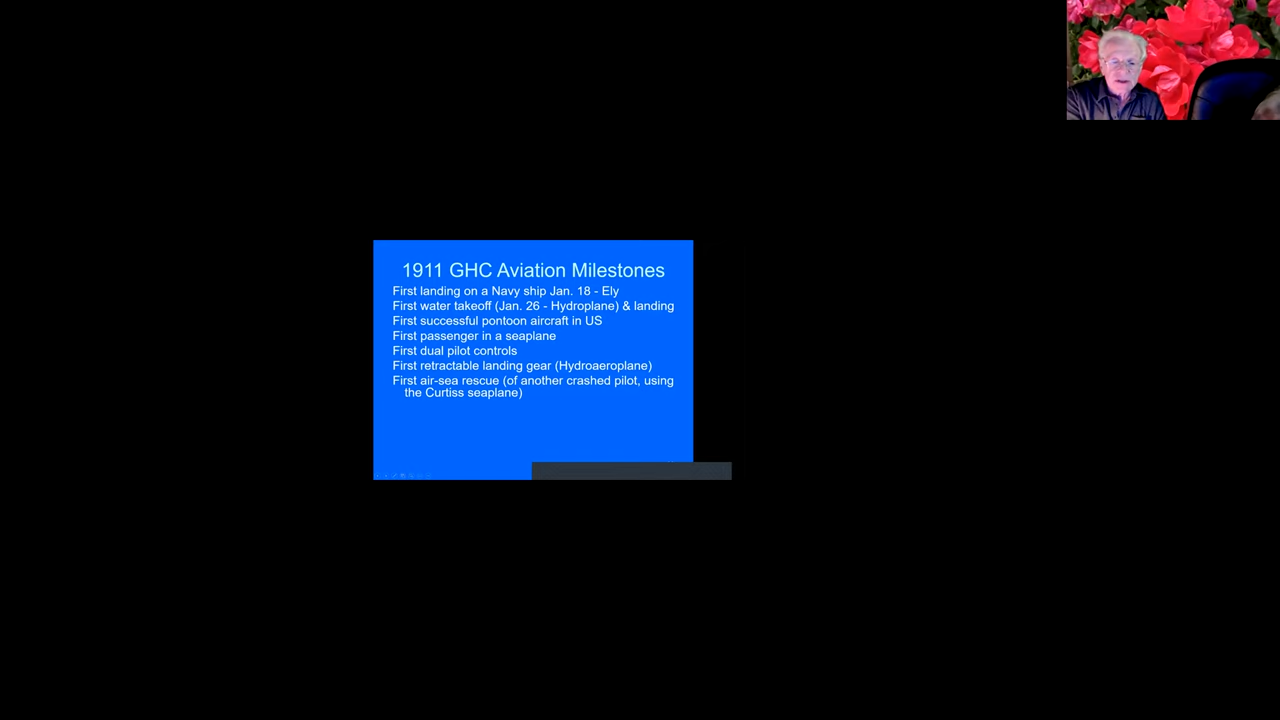 1911 GHC Aviation Milestones
First landing on a Navy ship Jan. 18 - Ely
First water takeoff (Jan. 26 - Hydroplane) & landing
First successful pontoon aircraft in US
First passenger in a seaplane
First dual pilot controls
First retractable landing gear (Hydroaeroplane)
First air-sea rescue (of another crashed pilot, using
the Curtiss seaplane)